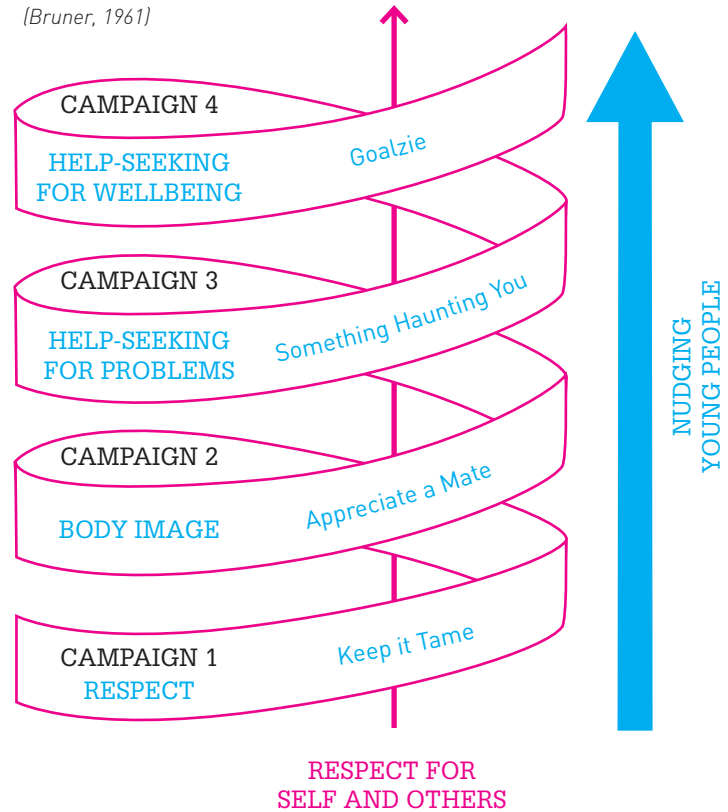 (Bruner, 1961)
CAMPAIGN 4
HELP-SEEKING
FOR WELLBEING
Goalzie
CAMPAIGN 3
HELP-SEEKING
FOR PROBLEMS
Something Haunting You
CAMPAIGN 2
BODY IMAGE
Appreciate a Mate
CAMPAIGN 1
RESPECT
Keep it Tame
NUDGING
YOUNG PEOPLE
RESPECT FOR
SELF AND OTHERS